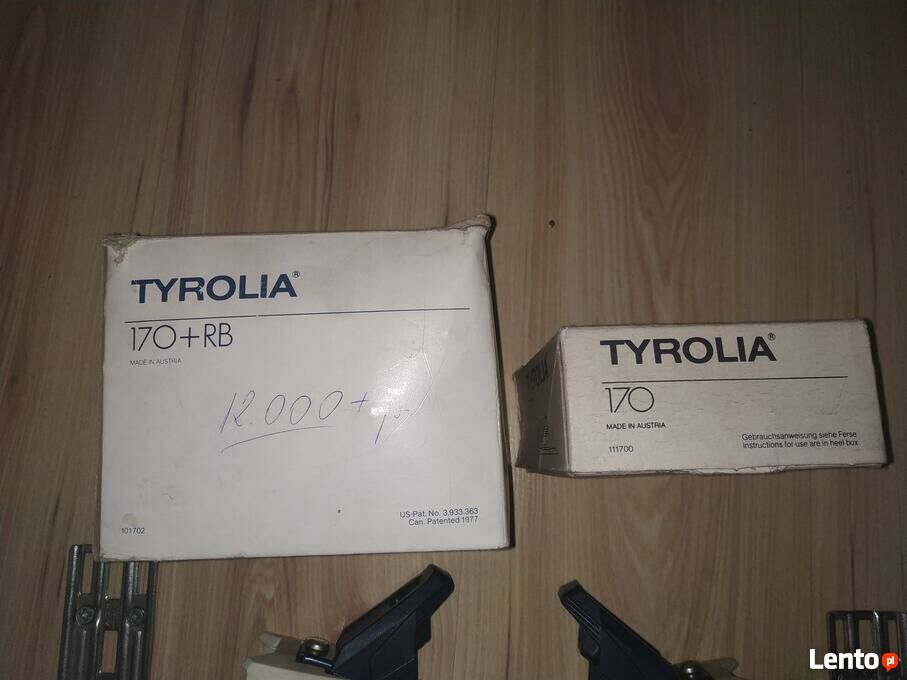 TYROLIA®
170+RB
MADE IN AUSTRIA
12.000+
101702
US-Pat. No. 3,933.363
Can. Patented 1977
TYROLIA
TYROLIA®
170
MADE IN AUSTRIA
111700
Gebrauchsanweisung siehe Ferse
Instructions for use are in heel box
Lento pl